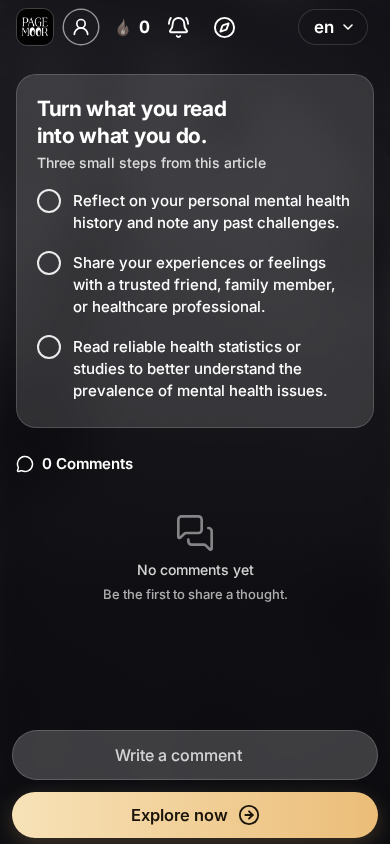 PAGE
MOOR
0
en
Turn what you read
into what you do.
Three small steps from this article
Reflect on your personal mental health
history and note any past challenges.
Share your experiences or feelings
with a trusted friend, family member,
or healthcare professional.
Read reliable health statistics or
studies to better understand the
prevalence of mental health issues.
0 Comments
No comments yet
Be the first to share a thought.
Write a comment
Explore now